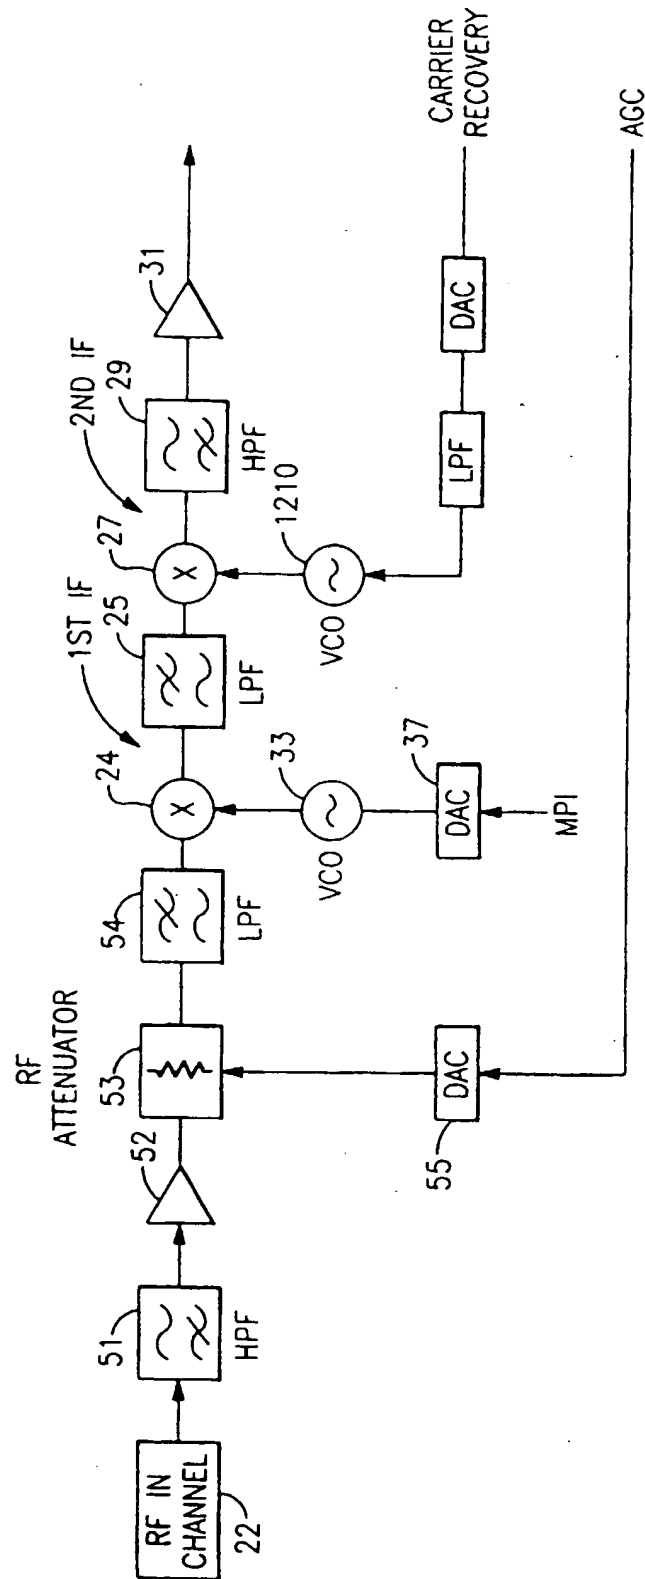 RF IN
CHANNEL
22
51
HPF
52
RF
ATTENUATOR
53
54
LPF
24
X
1ST IF
25
LPF
27
X
2ND IF
29
HPF
31
VCO
33
DAC
37
MPI
VCO
1210
LPF
DAC
CARRIER
RECOVERY
DAC
55
AGC